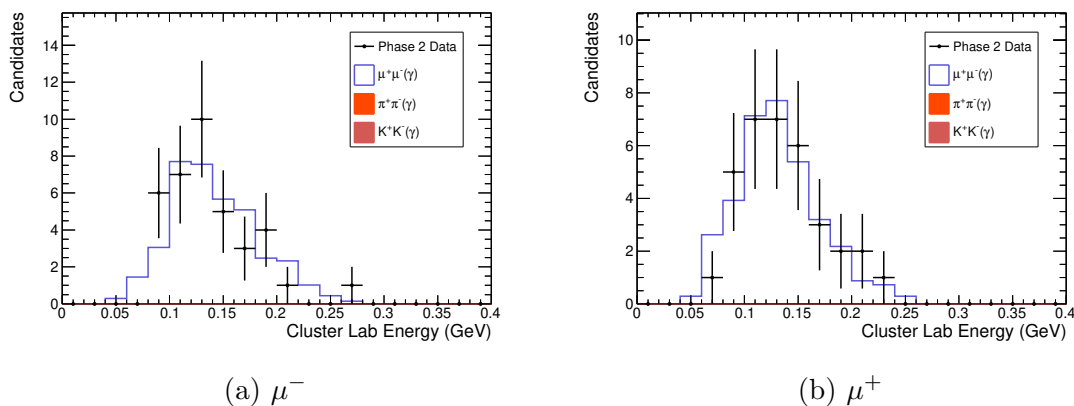 Candidates
14
12
10
8
6
4
2
0
Phase 2 Data
μ⁺μ⁻(γ)
π⁺π⁻(γ)
K⁺K⁻(γ)
0 0.05 0.1 0.15 0.2 0.25 0.3 0.35 0.4
Cluster Lab Energy (GeV)
(a) μ⁻
Candidates
10
8
6
4
2
0
Phase 2 Data
μ⁺μ⁻(γ)
π⁺π⁻(γ)
K⁺K⁻(γ)
0 0.05 0.1 0.15 0.2 0.25 0.3 0.35 0.4
Cluster Lab Energy (GeV)
(b) μ⁺